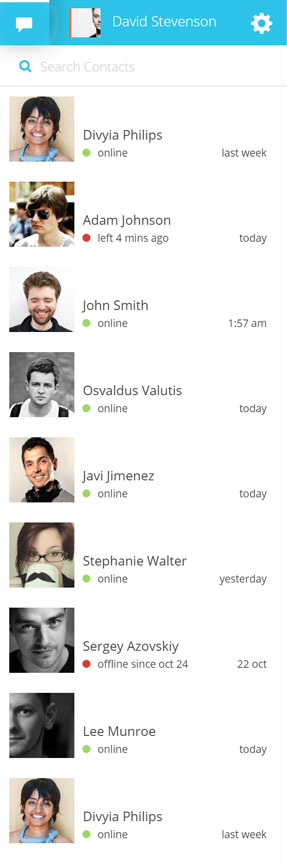 David Stevenson
Search Contacts
Divyia Philips
online last week
Adam Johnson
left 4 mins ago today
John Smith
online 1:57 am
Osvaldus Valutis
online today
Javi Jimenez
online today
Stephanie Walter
online yesterday
Sergey Azovskiy
offline since oct 24 22 oct
Lee Munroe
online today
Divyia Philips
online last week